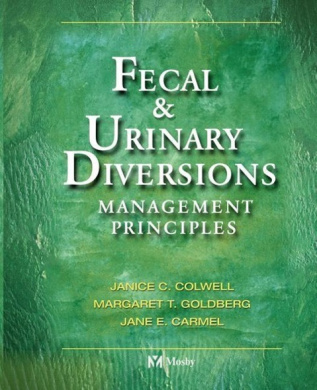 FECAL
&
URINARY
DIVERSIONS
MANAGEMENT
PRINCIPLES
JANICE C. COLWELL
MARGARET T. GOLDBERG
JANE E. CARMEL
M Mosby